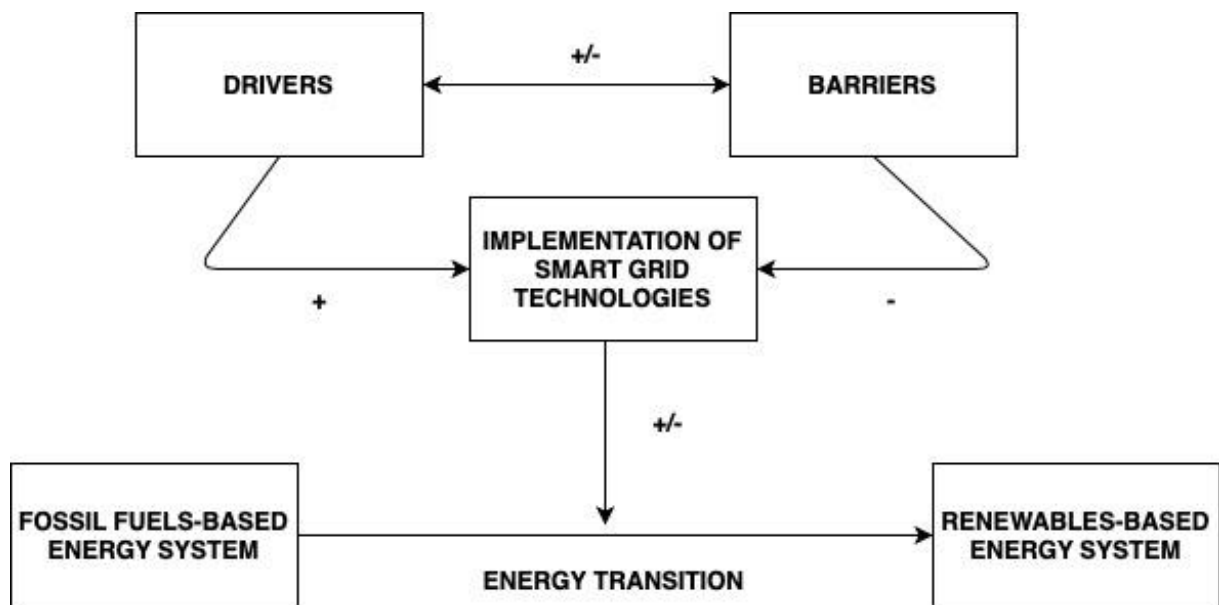 +/-
DRIVERS
BARRIERS
IMPLEMENTATION OF
SMART GRID
TECHNOLOGIES
+
-
+/-
FOSSIL FUELS-BASED
ENERGY SYSTEM
RENEWABLES-BASED
ENERGY SYSTEM
ENERGY TRANSITION